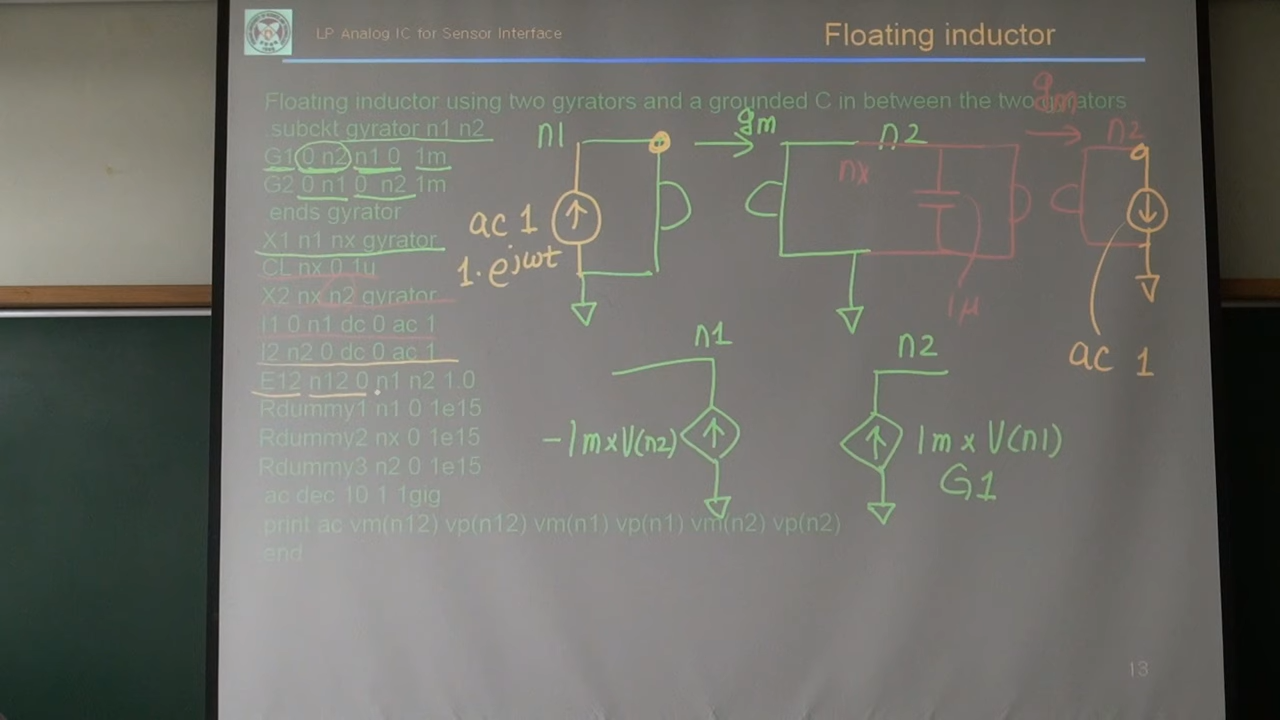 LP Analog IC for Sensor Interface
Floating inductor
Floating inductor using two gyrators and a grounded C in between the two gyrators
.subckt gyrator n1 n2
G1 0 n2 n1 0 1m
G2 0 n1 0 n2 1m
ends gyrator
X1 n1 nx gyrator
CL nx 0 1u
X2 nx n2 gyrator
I1 0 n1 dc 0 ac 1
I2 n2 0 dc 0 ac 1
E12 n12 0 n1 n2 1.0
Rdummy1 n1 0 1e15
Rdummy2 nx 0 1e15
Rdummy3 n2 0 1e15
ac dec 10 1 1gig
print ac vm(n12) vp(n12) vm(n1) vp(n1) vm(n2) vp(n2)
end
n1
gm
n2
gm
n2
nx
ac 1
1·ejwt
1μ
ac 1
n1
n2
-1m×V(n2)
1m × V(n1)
G1
13